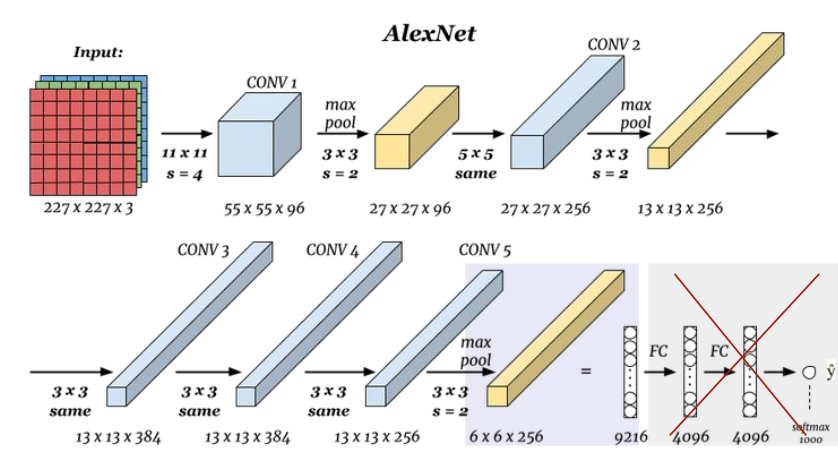 AlexNet
Input:
CONV 1
CONV 2
max
pool
max
pool
11 x 11
s = 4
3 x 3
s = 2
5 x 5
same
3 x 3
s = 2
227 x 227 x 3
55 x 55 x 96
27 x 27 x 96
27 x 27 x 256
13 x 13 x 256
CONV 3
CONV 4
CONV 5
max
pool
=
FC
FC
ŷ
3 x 3
same
3 x 3
same
3 x 3
same
3 x 3
s = 2
13 x 13 x 384
13 x 13 x 384
13 x 13 x 256
6 x 6 x 256
9216
4096
4096
softmax
1000